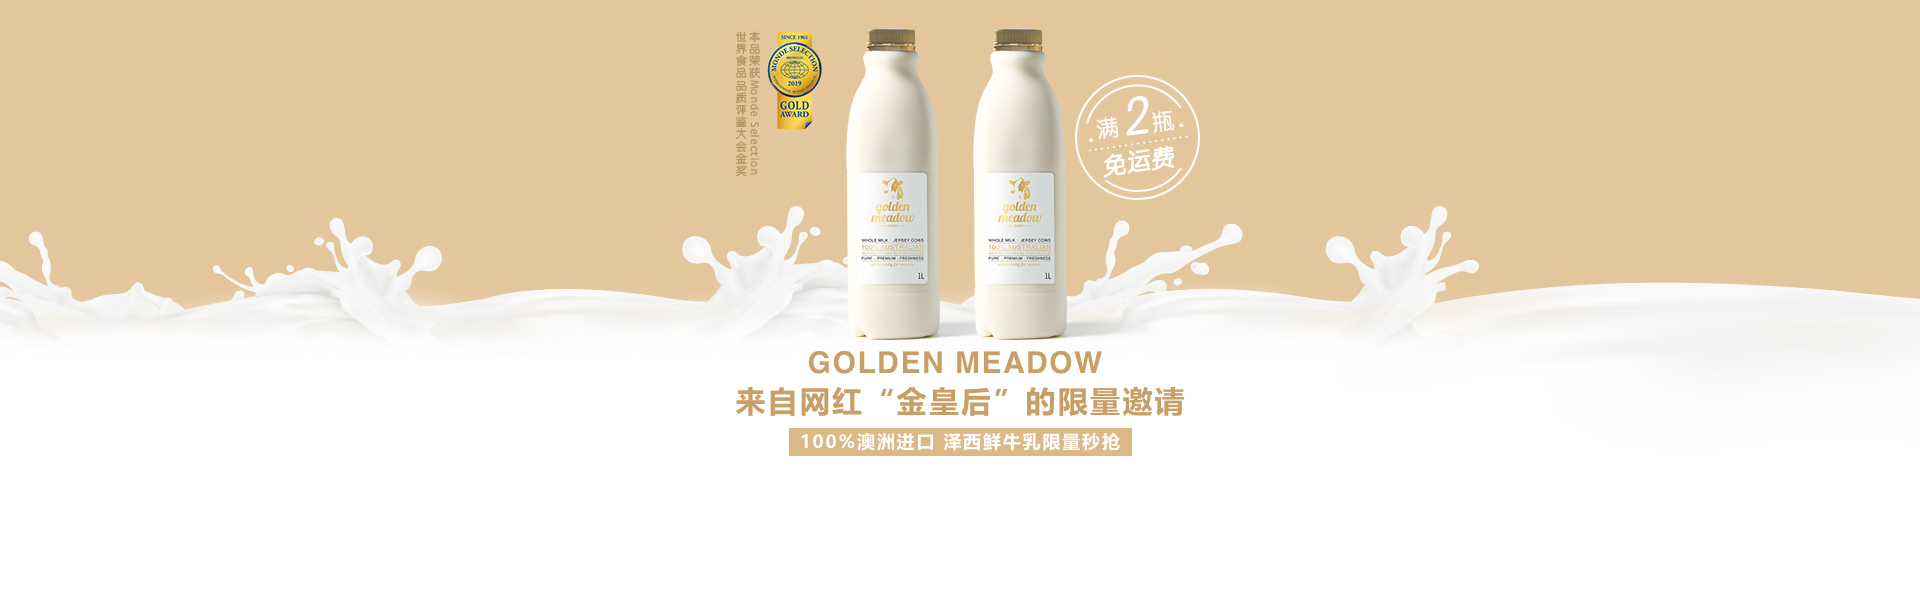 本品荣获Monde Selection
世界食品品质评鉴大会金奖
SINCE 1961
MONDE SELECTION
2019
GOLD
AWARD
golden
meadow
WHOLE MILK JERSEY COWS
100% AUSTRALIAN
PURE PREMIUM FRESHNESS
1L
golden
meadow
WHOLE MILK JERSEY COWS
100% AUSTRALIAN
PURE PREMIUM FRESHNESS
1L
满2瓶
免运费
GOLDEN MEADOW
来自网红“金皇后”的限量邀请
100%澳洲进口 泽西鲜牛乳限量秒抢